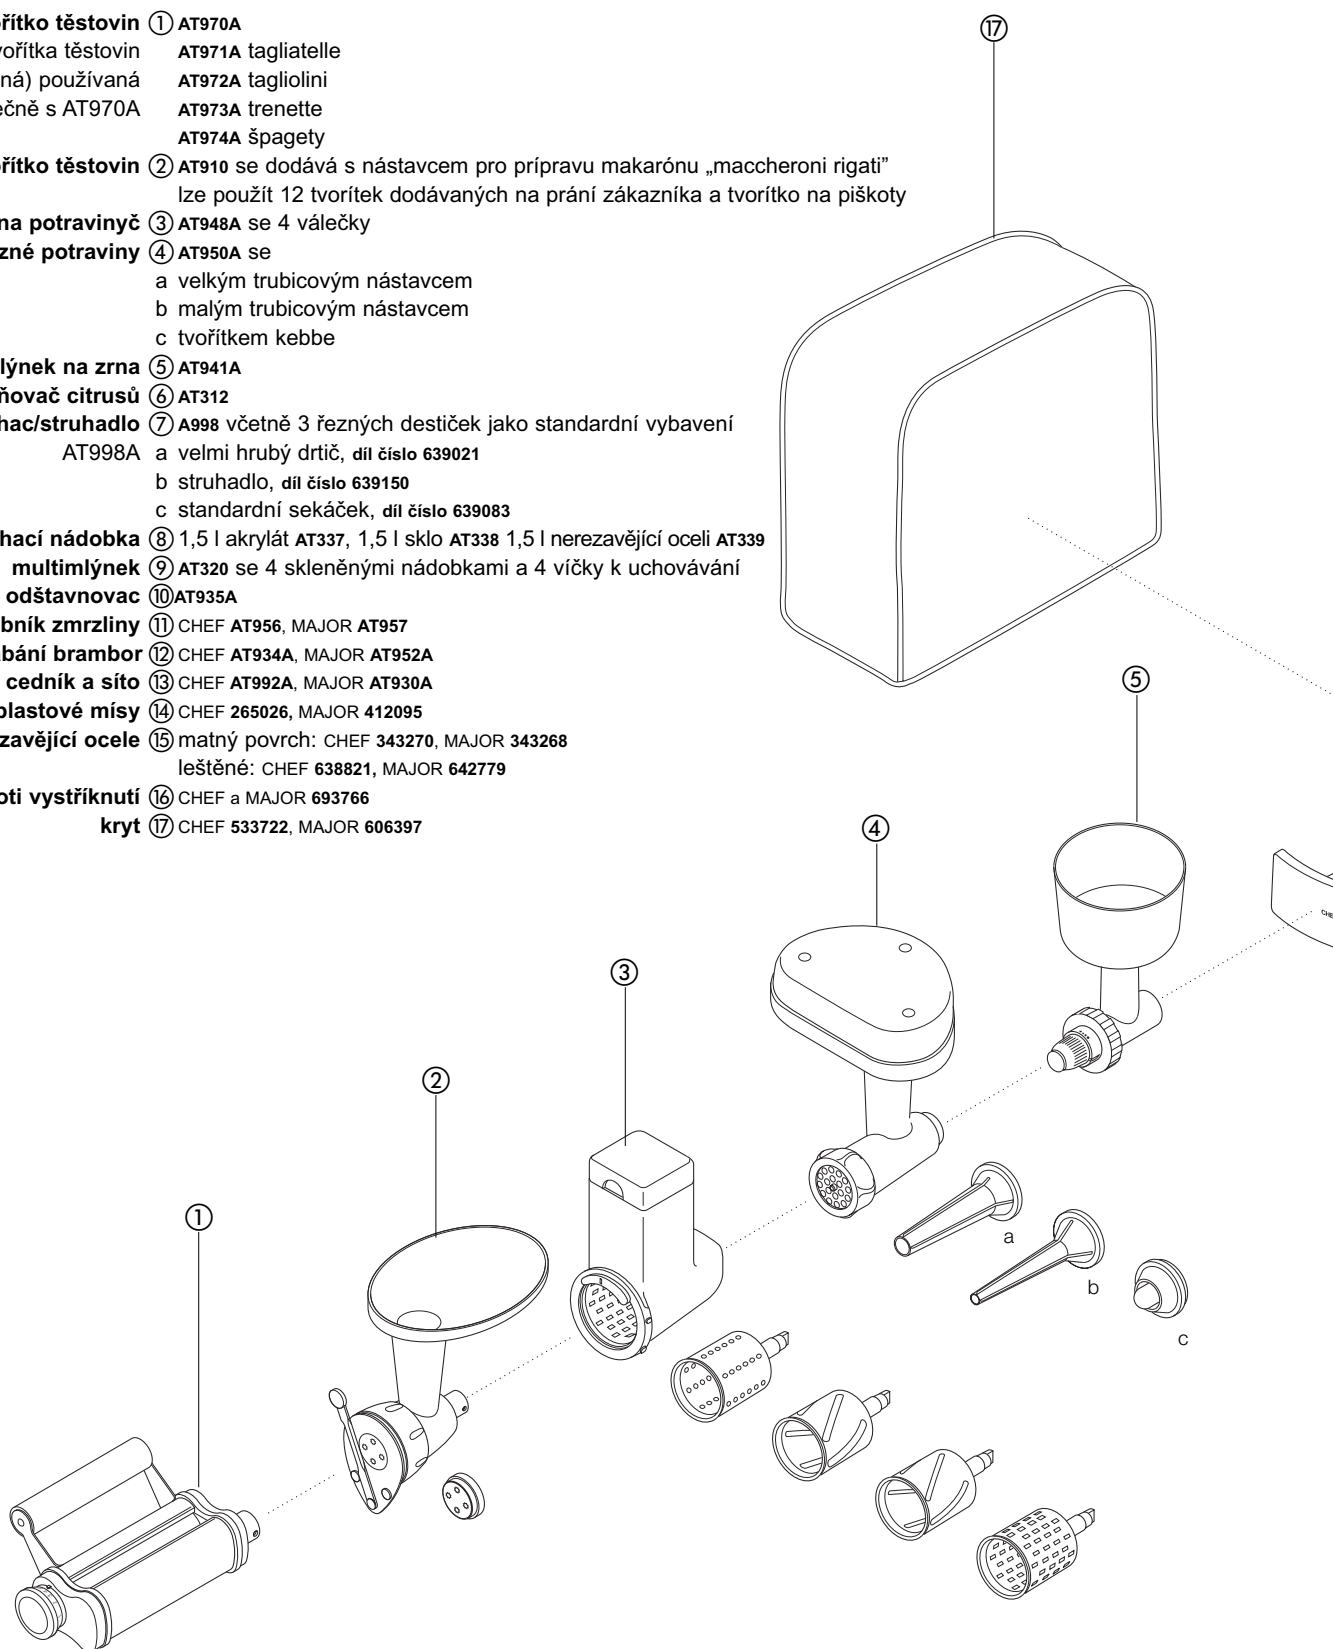 ořítko těstovin ① AT970A
vořítka těstovin AT971A tagliatelle
ná) používaná AT972A tagliolini
ečně s AT970A AT973A trenette
AT974A špagety
ořítko těstovin ② AT910 se dodává s nástavcem pro prípravu makarónu „maccheroni rigati”
lze použít 12 tvorítek dodávaných na prání zákazníka a tvorítko na piškoty
na potravinyč ③ AT948A se 4 válečky
zné potraviny ④ AT950A se
a velkým trubicovým nástavcem
b malým trubicovým nástavcem
c tvořítkem kebbe
lýnek na zrna ⑤ AT941A
ňovač citrusů ⑥ AT312
hac/struhadlo ⑦ A998 včetně 3 řezných destiček jako standardní vybavení
AT998A a velmi hrubý drtič, díl číslo 639021
b struhadlo, díl číslo 639150
c standardní sekáček, díl číslo 639083
hací nádobka ⑧ 1,5 l akrylát AT337, 1,5 l sklo AT338 1,5 l nerezavějící oceli AT339
multimlýnek ⑨ AT320 se 4 skleněnými nádobkami a 4 víčky k uchovávání
odštavnovac ⑩ AT935A
bník zmrzliny ⑪ CHEF AT956, MAJOR AT957
ábání brambor ⑫ CHEF AT934A, MAJOR AT952A
cedník a síto ⑬ CHEF AT992A, MAJOR AT930A
plastové mísy ⑭ CHEF 265026, MAJOR 412095
zavějící ocele ⑮ matný povrch: CHEF 343270, MAJOR 343268
leštěné: CHEF 638821, MAJOR 642779
oti vystříknutí ⑯ CHEF a MAJOR 693766
kryt ⑰ CHEF 533722, MAJOR 606397
⑰
⑤
④
CHE
③
②
①
a
b
c